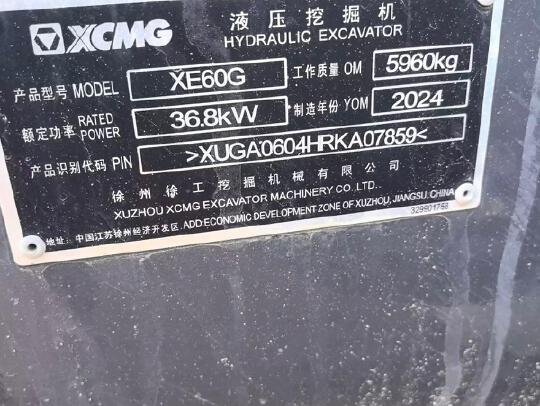 XCMG
液压挖掘机
HYDRAULIC EXCAVATOR
产品型号 MODEL XE60G 工作质量 OM 5960kg
额定功率 RATED POWER 36.8kW 制造年份 YOM 2024
产品识别代码 PIN >XUGA0604HRKA07859<
徐州徐工挖掘机械有限公司
XUZHOU XCMG EXCAVATOR MACHINERY CO.,LTD.
地址：中国江苏徐州经济开发区. ADD:ECONOMIC DEVELOPMENT ZONE OF XUZHOU, JIANGSU, CHINA
329901758